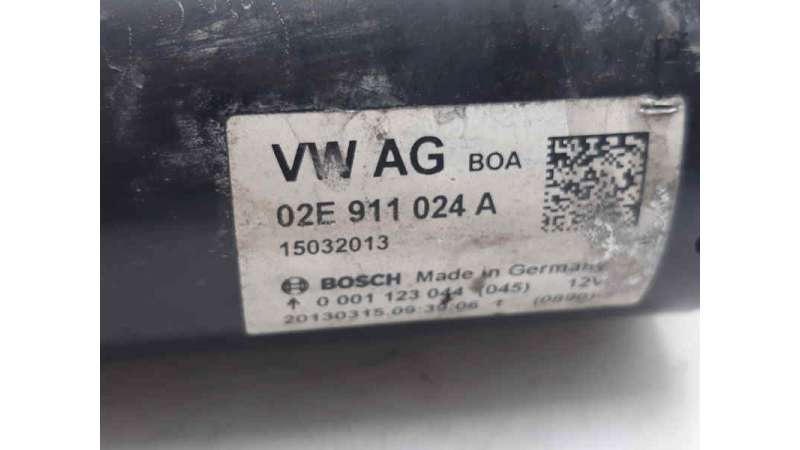 VW AG BOA
02E 911 024 A
15032013
BOSCH Made in Germany
↑ 0 001 123 044 (045) 12V
20130315.09:39:06